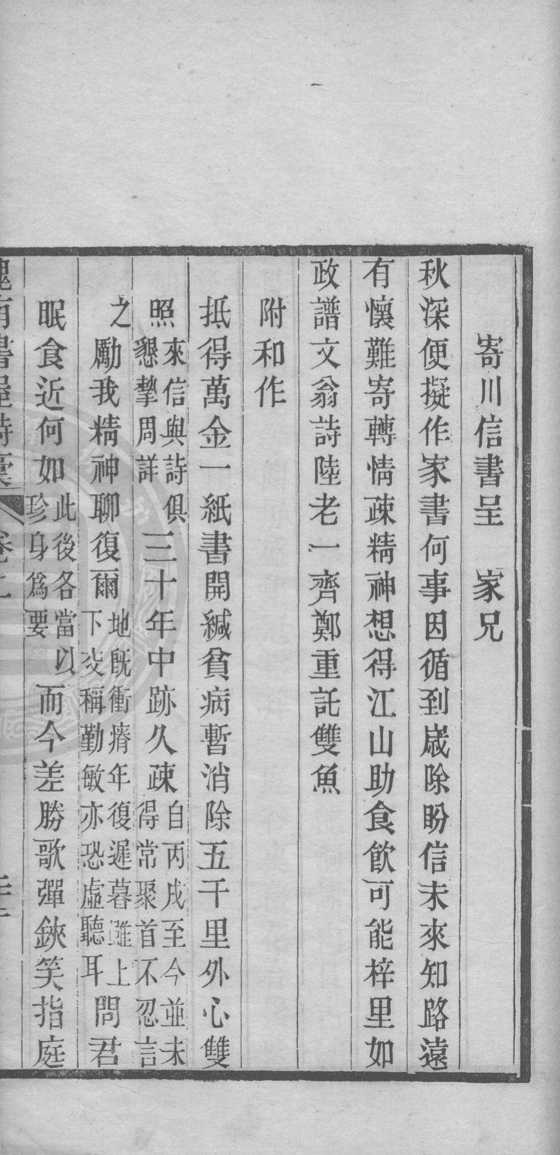 寄川信書呈　家兄
秋深便擬作家書何事因循到歲除盼信未來知路遠
有懷難寄轉情疎精神想得江山助食飲可能梓里如
政譜文翁詩陸老一齊鄭重託雙魚
附和作
抵得萬金一紙書開緘貧病暫消除五千里外心雙
照來信與詩俱懇摯周詳三十年中跡久疎自丙戌至今並未得常聚首不忍言
之勵我精神聊復爾地旣衝瘠年復遲暮雖上下交稱勤敏亦恐虛聽耳問君
眠食近何如此後各當以珍身爲要而今差勝歌彈鋏笑指庭